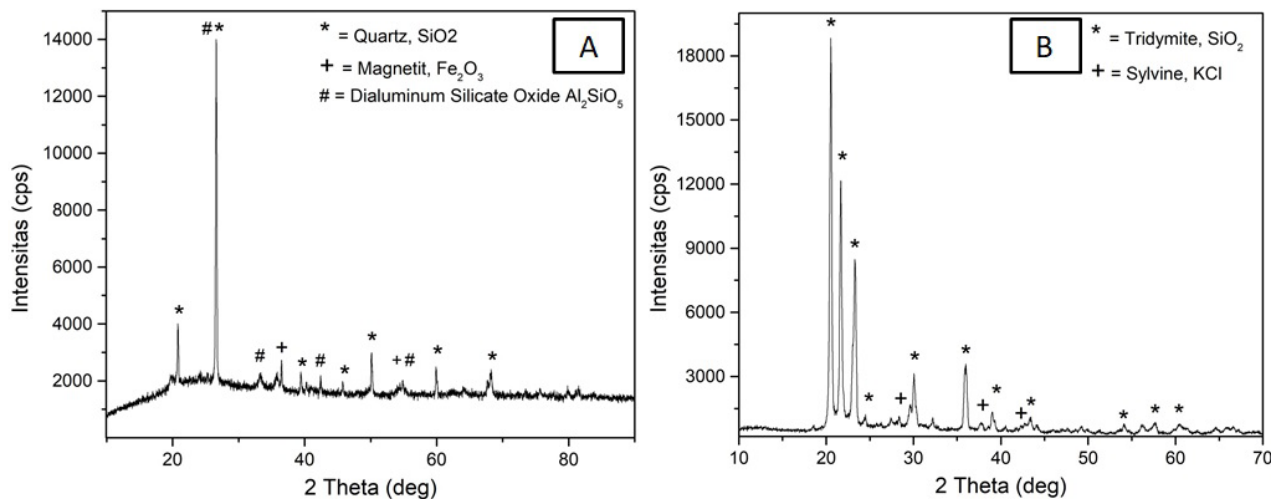 #*
* = Quartz, SiO2
+ = Magnetit, Fe₂O₃
# = Dialuminum Silicate Oxide Al₂SiO₅
A
14000
12000
10000
8000
6000
4000
2000
Intensitas (cps)
* # + * # * * + # * *
20 40 60 80
2 Theta (deg)
* = Tridymite, SiO₂
+ = Sylvine, KCl
B
18000
15000
12000
9000
6000
3000
Intensitas (cps)
* * * * + * * + * + * * * *
10 20 30 40 50 60 70
2 Theta (deg)